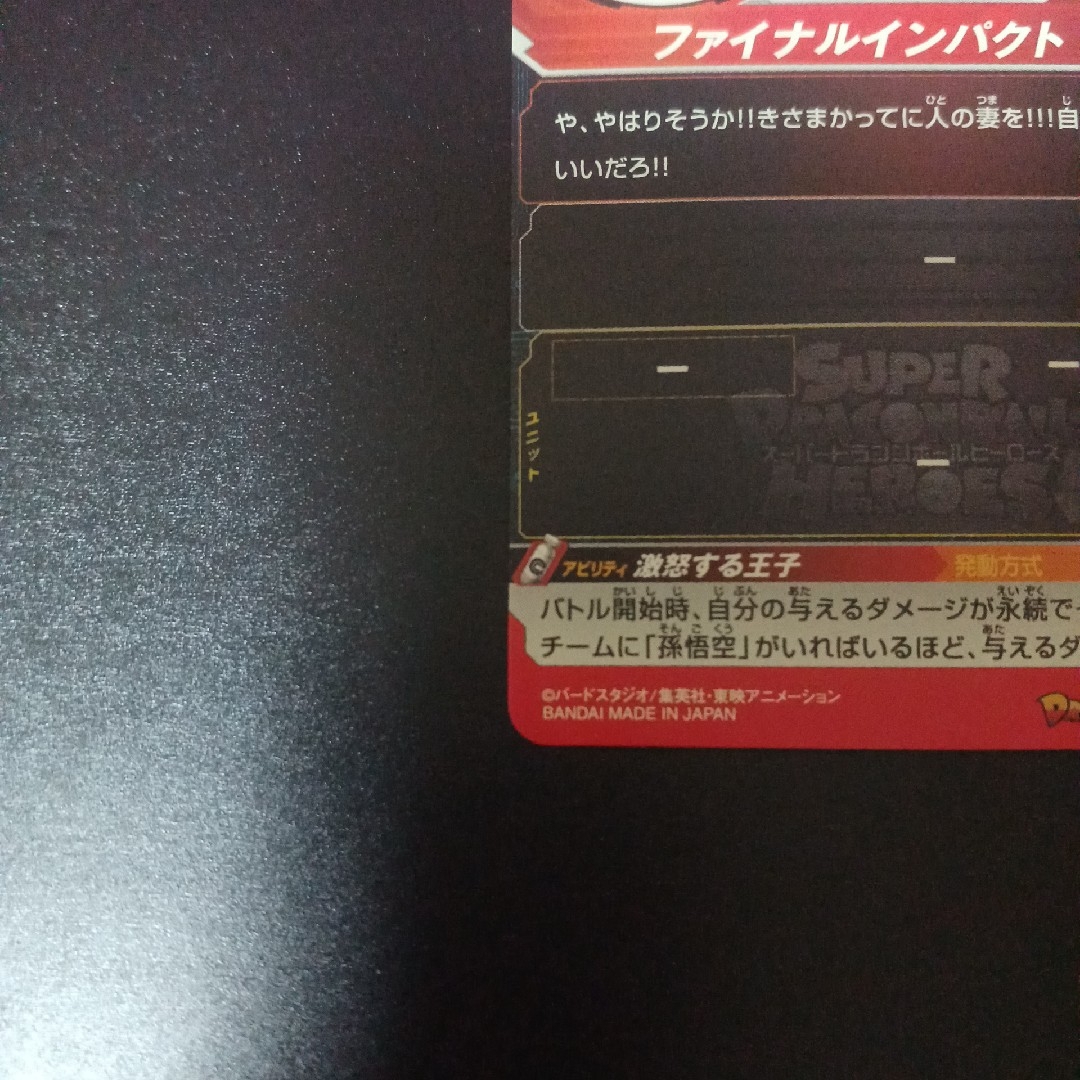 ファイナルインパクト
や、やはりそうか!!きさまかってに人の妻を!!!自
いいだろ!!
ー
ー
ー
SUPER
DRAGON BALL
スーパードラゴンボールヒーローズ
ー
HEROES
ユニット
アビリティ 激怒する王子 発動方式
バトル開始時、自分の与えるダメージが永続で
チームに「孫悟空」がいればいるほど、与えるダ
©バードスタジオ/集英社・東映アニメーション
BANDAI MADE IN JAPAN